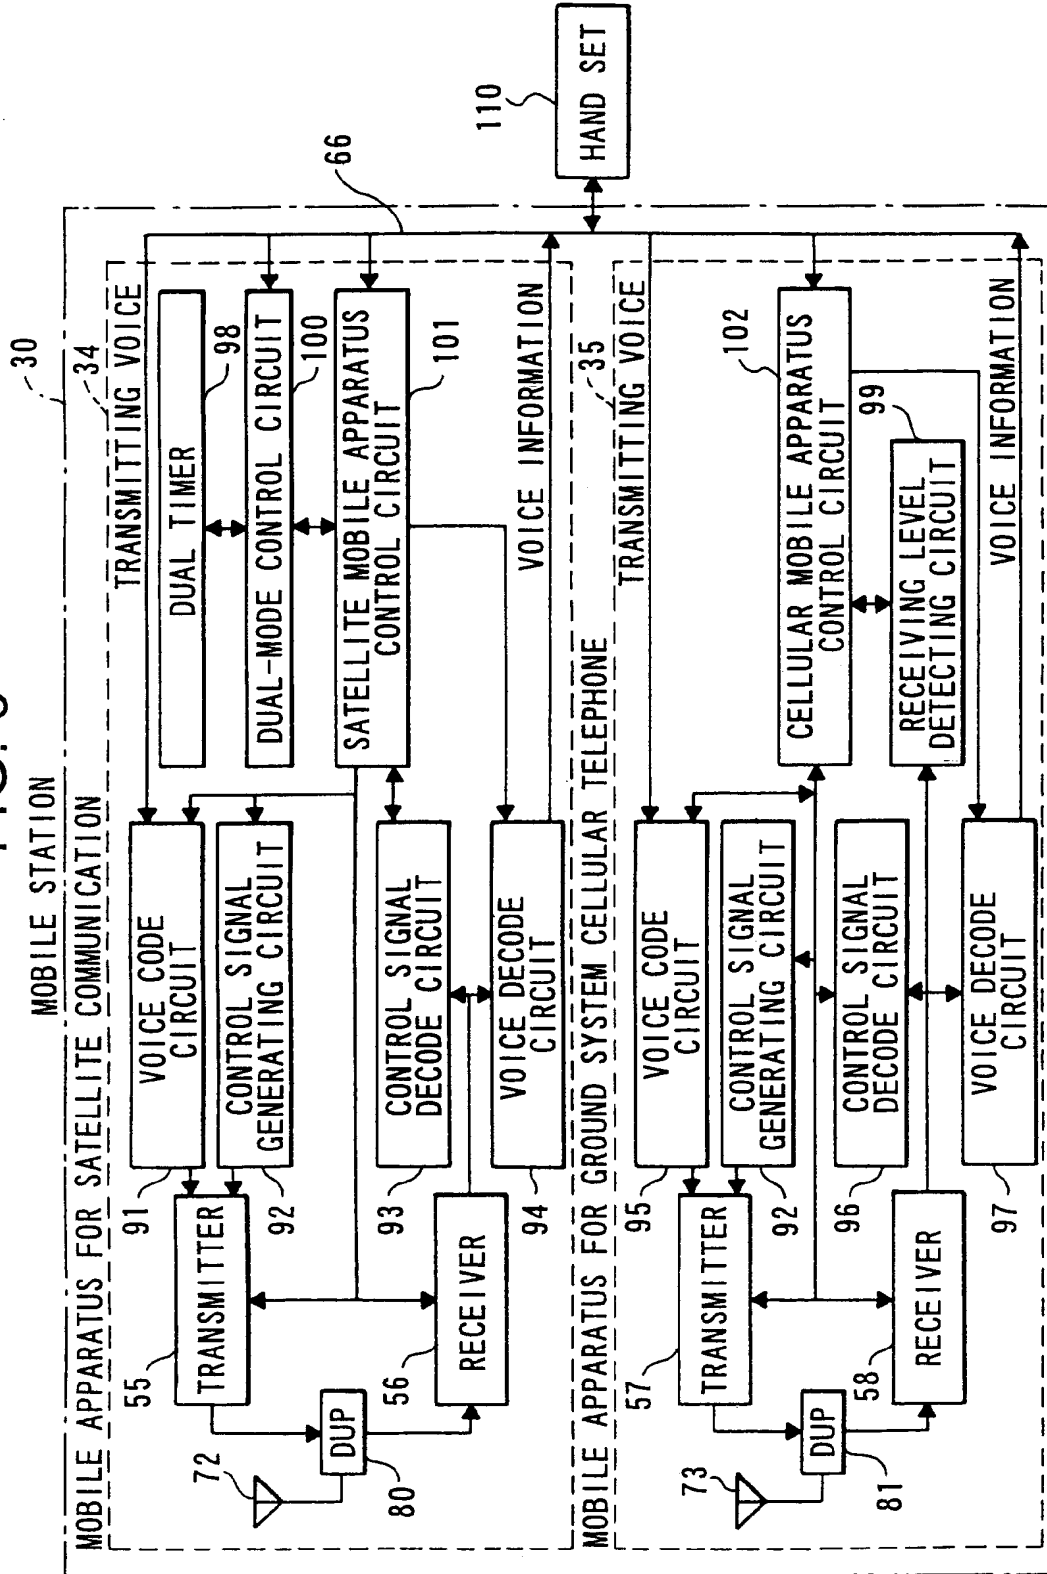 MOBILE STATION
30
MOBILE APPARATUS FOR SATELLITE COMMUNICATION
34
TRANSMITTING VOICE
91
VOICE CODE
CIRCUIT
DUAL TIMER
98
55
TRANSMITTER
92
CONTROL SIGNAL
GENERATING CIRCUIT
DUAL-MODE CONTROL CIRCUIT
100
66
72
DUP
80
SATELLITE MOBILE APPARATUS
CONTROL CIRCUIT
101
93
CONTROL SIGNAL
DECODE CIRCUIT
56
RECEIVER
94
VOICE DECODE
CIRCUIT
VOICE INFORMATION
110
HAND SET
MOBILE APPARATUS FOR GROUND SYSTEM CELLULAR TELEPHONE
35
TRANSMITTING VOICE
95
VOICE CODE
CIRCUIT
57
TRANSMITTER
92
CONTROL SIGNAL
GENERATING CIRCUIT
102
CELLULAR MOBILE APPARATUS
CONTROL CIRCUIT
73
DUP
81
96
CONTROL SIGNAL
DECODE CIRCUIT
99
RECEIVING LEVEL
DETECTING CIRCUIT
58
RECEIVER
97
VOICE DECODE
CIRCUIT
VOICE INFORMATION